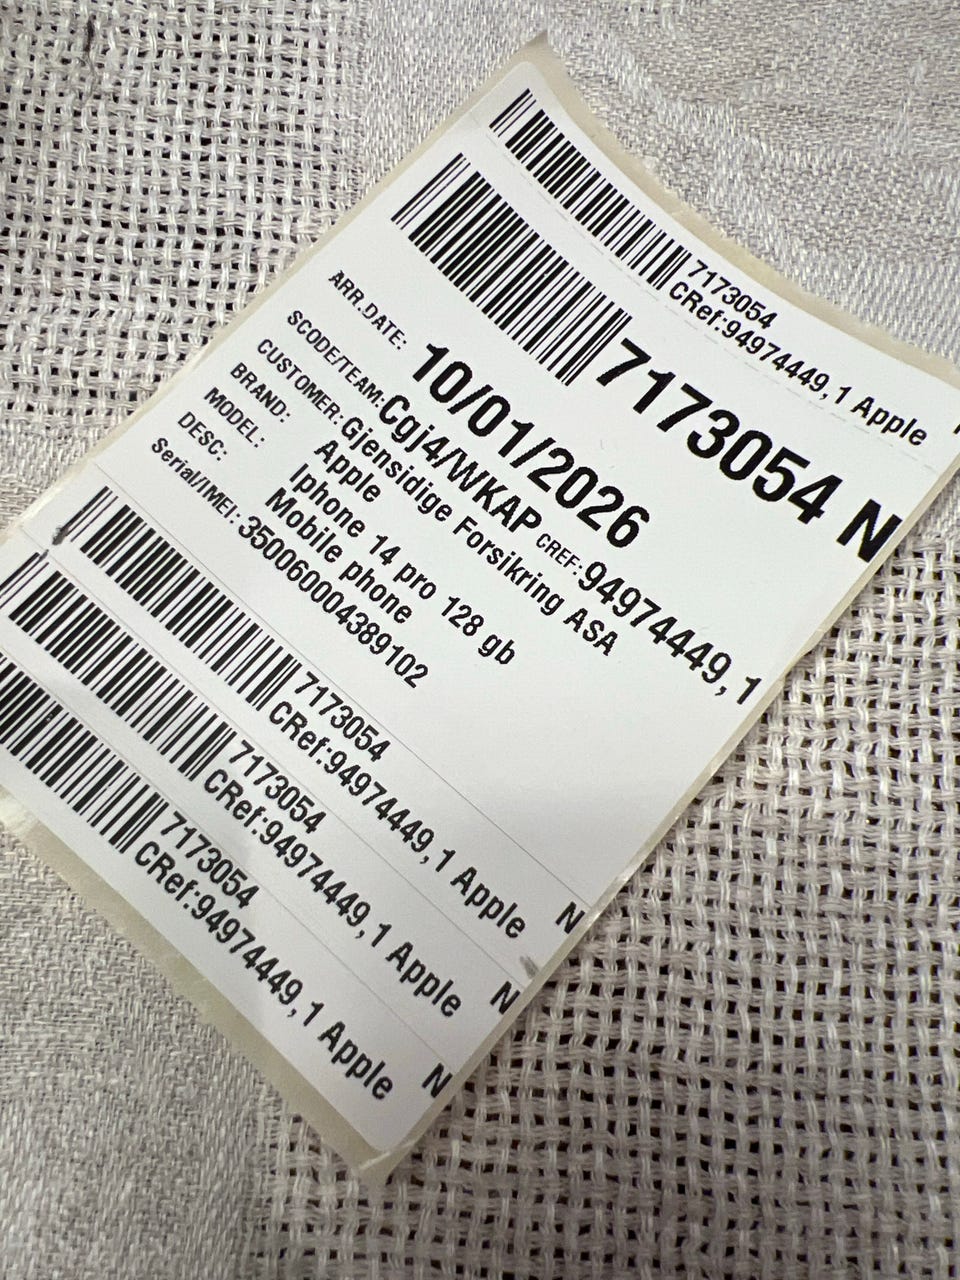 7173054
CRef:94974449,1 Apple
7173054 N
ARR.DATE: 10/01/2026
SCODE/TEAM: Cgj4/WKAP CREF: 94974449,1
CUSTOMER: Gjensidige Forsikring ASA
BRAND: Apple
MODEL: Iphone 14 pro 128 gb
DESC: Mobile phone
Serial/IMEI: 350060004389102
7173054
CRef:94974449,1 Apple N
7173054
CRef:94974449,1 Apple N
7173054
CRef:94974449,1 Apple N